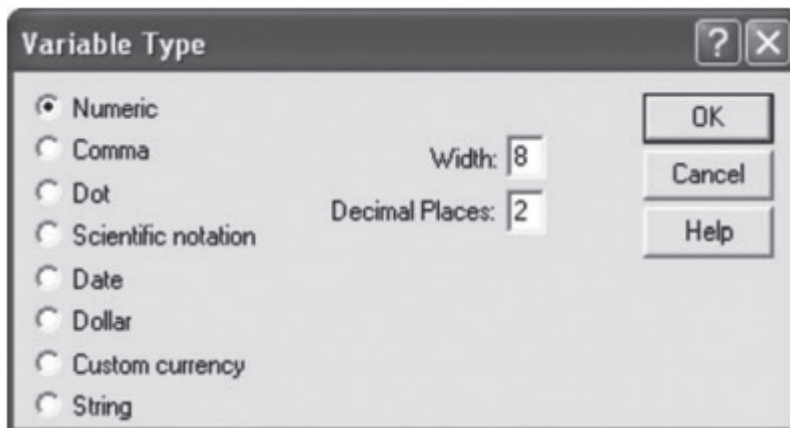 Variable Type
Numeric
Comma
Dot
Scientific notation
Date
Dollar
Custom currency
String
Width: 8
Decimal Places: 2
OK
Cancel
Help